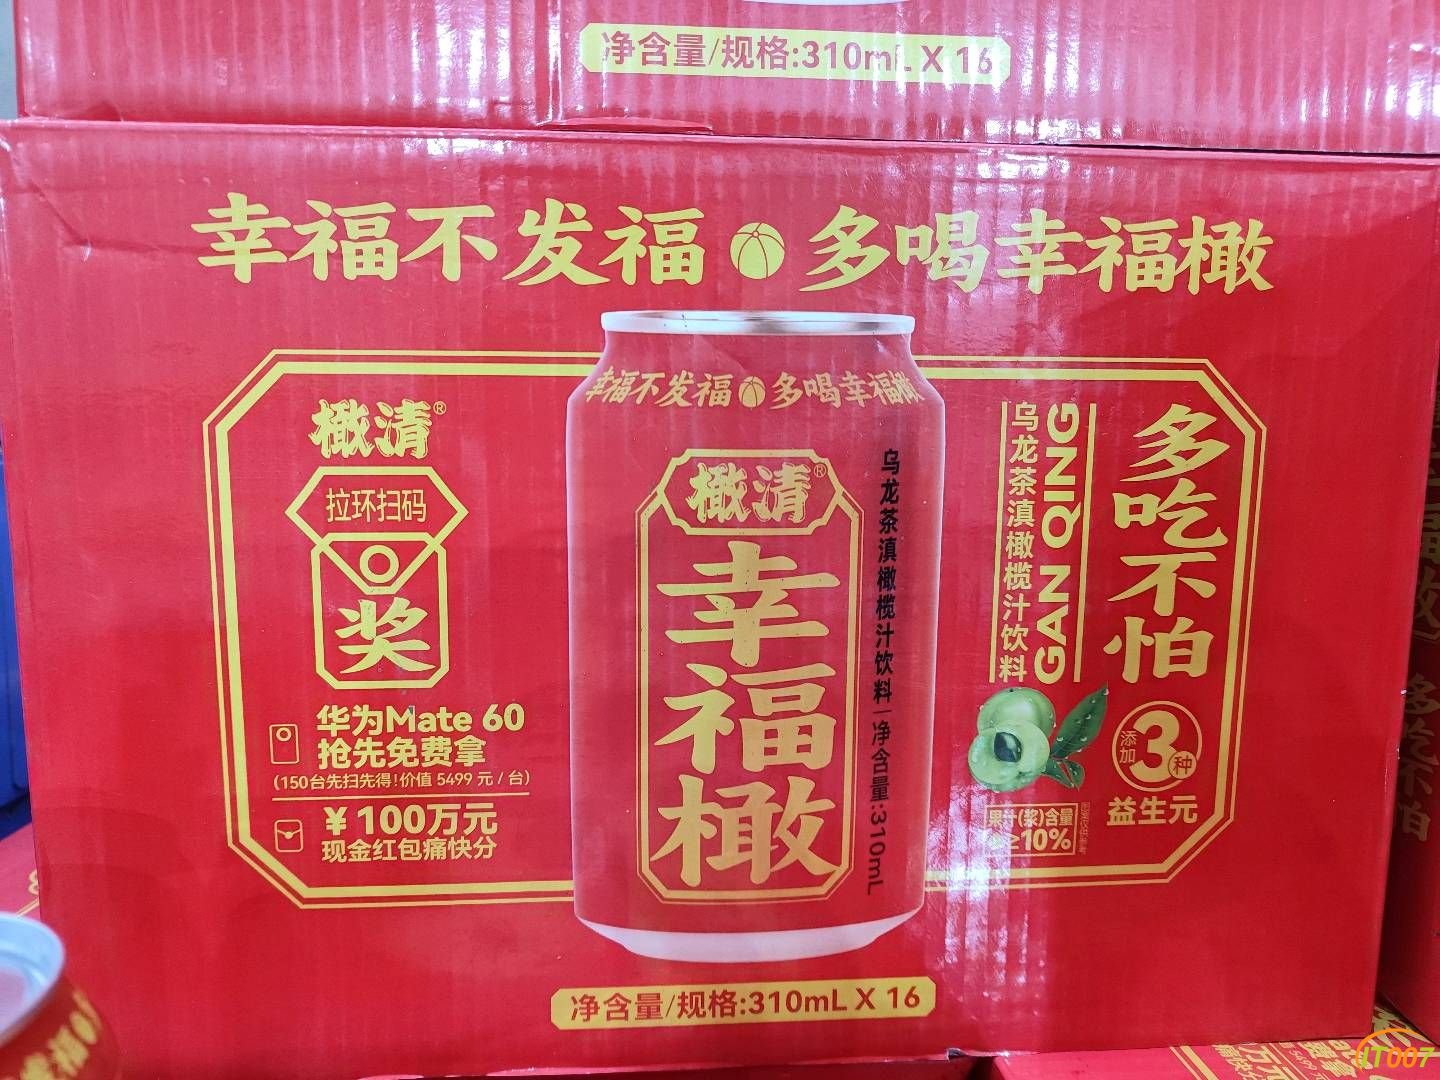 净含量/规格:310mL X 16
幸福不发福 多喝幸福橄
橄清®
拉环扫码
奖
华为Mate 60
抢先免费拿
(150台先扫先得!价值 5499 元 / 台)
¥ 100万元
现金红包痛快分
幸福不发福 多喝幸福橄
橄清®
幸福橄
乌龙茶滇橄榄汁饮料 净含量:310mL
乌龙茶滇橄榄汁饮料
GAN QING
多吃不怕
添加3种
益生元
果汁(浆)含量
≥10%
净含量/规格:310mL X 16
多吃不怕
IT007